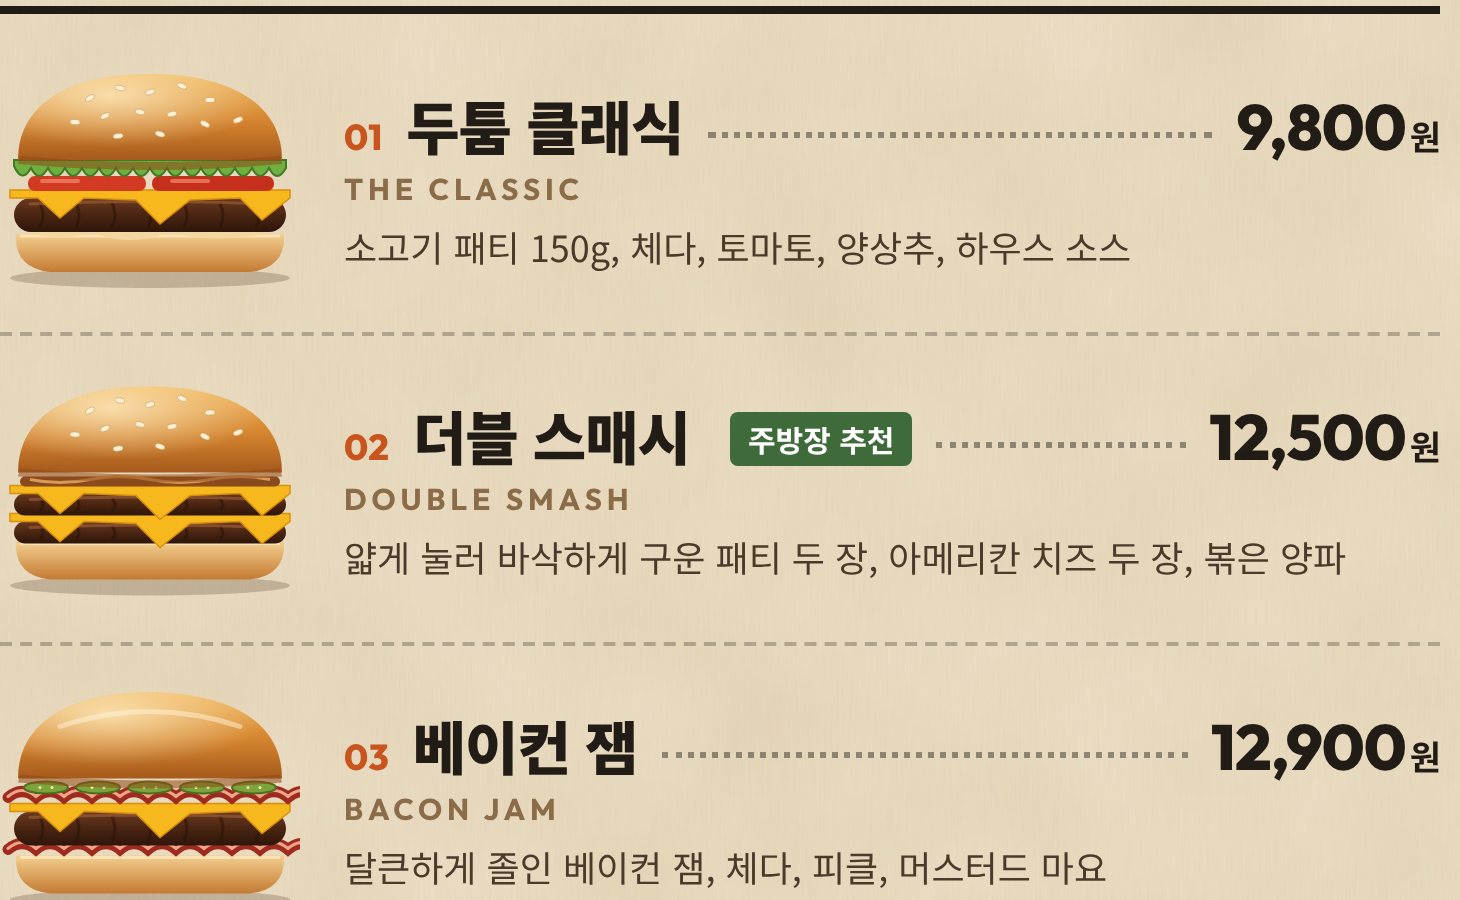 01 두툼 클래식 9,800원
THE CLASSIC
소고기 패티 150g, 체다, 토마토, 양상추, 하우스 소스
02 더블 스매시 주방장 추천 12,500원
DOUBLE SMASH
얇게 눌러 바삭하게 구운 패티 두 장, 아메리칸 치즈 두 장, 볶은 양파
03 베이컨 잼 12,900원
BACON JAM
달큰하게 졸인 베이컨 잼, 체다, 피클, 머스터드 마요